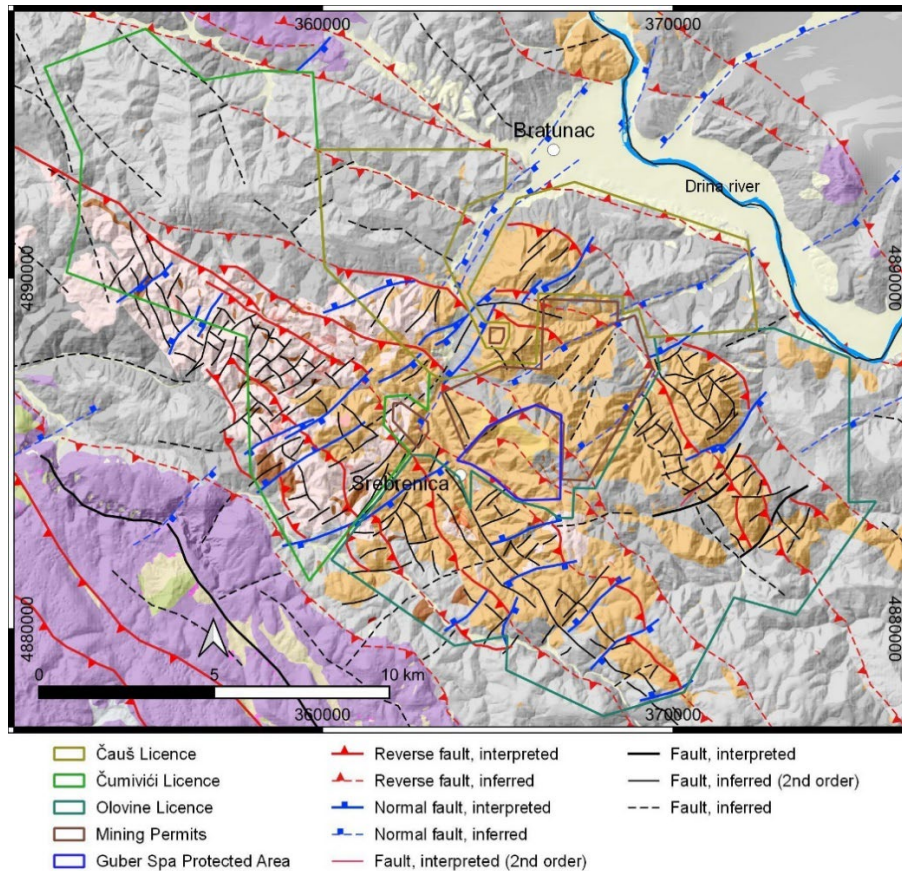 360000
370000
Bratunac
Drina river
4890000
4890000
Srebrenica
4880000
4880000
0
5
10 km
360000
370000
Čauš Licence
Čumivići Licence
Olovine Licence
Mining Permits
Guber Spa Protected Area
Reverse fault, interpreted
Reverse fault, inferred
Normal fault, interpreted
Normal fault, inferred
Fault, interpreted (2nd order)
Fault, interpreted
Fault, inferred (2nd order)
Fault, inferred